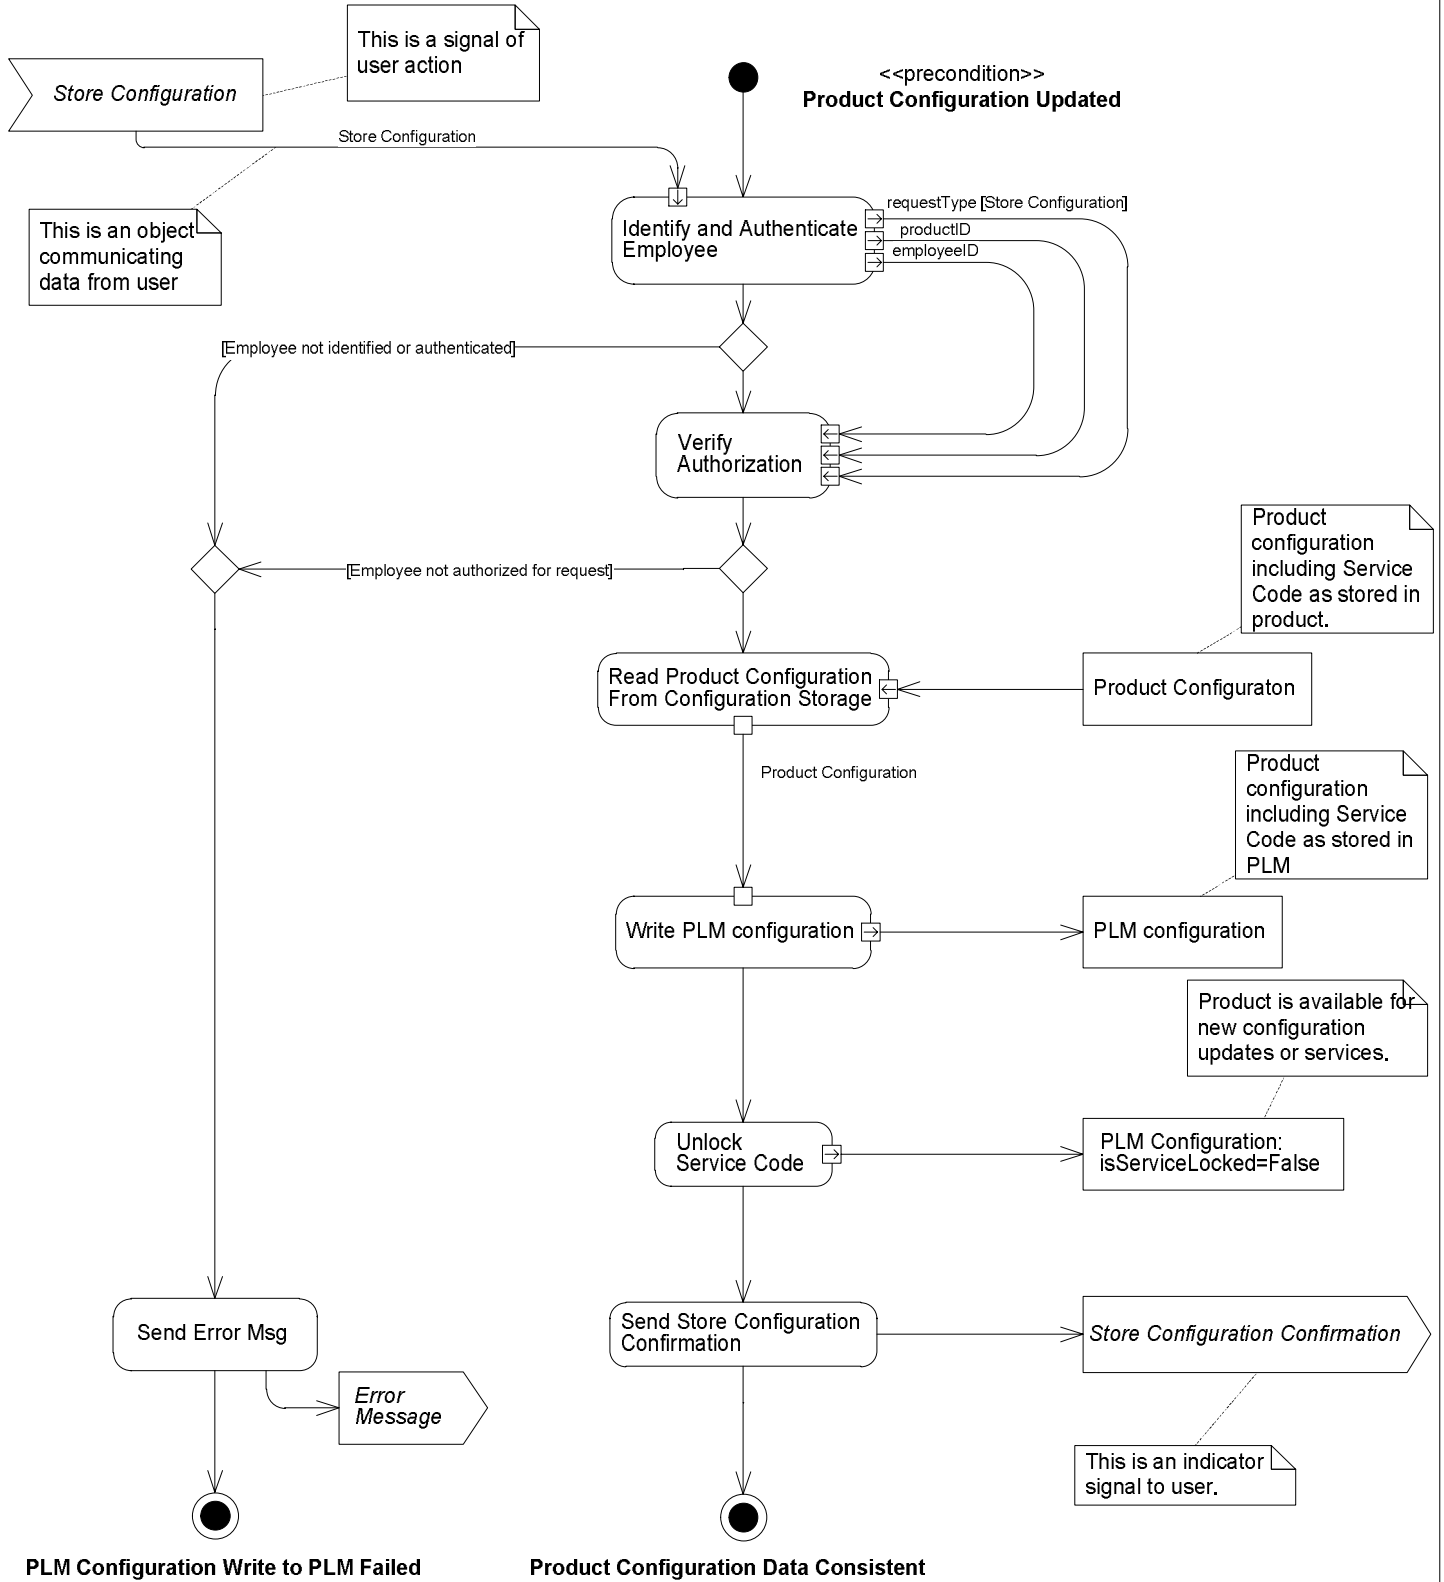 This is a signal of
user action
Store Configuration
<<precondition>>
Product Configuration Updated
Store Configuration
This is an object
communicating
data from user
Identify and Authenticate
Employee
requestType [Store Configuration]
productID
employeeID
[Employee not identified or authenticated]
Verify
Authorization
[Employee not authorized for request]
Product
configuration
including Service
Code as stored in
product.
Read Product Configuration
From Configuration Storage
Product Configuraton
Product Configuration
Product
configuration
including Service
Code as stored in
PLM
Write PLM configuration
PLM configuration
Product is available for
new configuration
updates or services.
Unlock
Service Code
PLM Configuration:
isServiceLocked=False
Send Error Msg
Send Store Configuration
Confirmation
Store Configuration Confirmation
Error
Message
This is an indicator
signal to user.
PLM Configuration Write to PLM Failed
Product Configuration Data Consistent